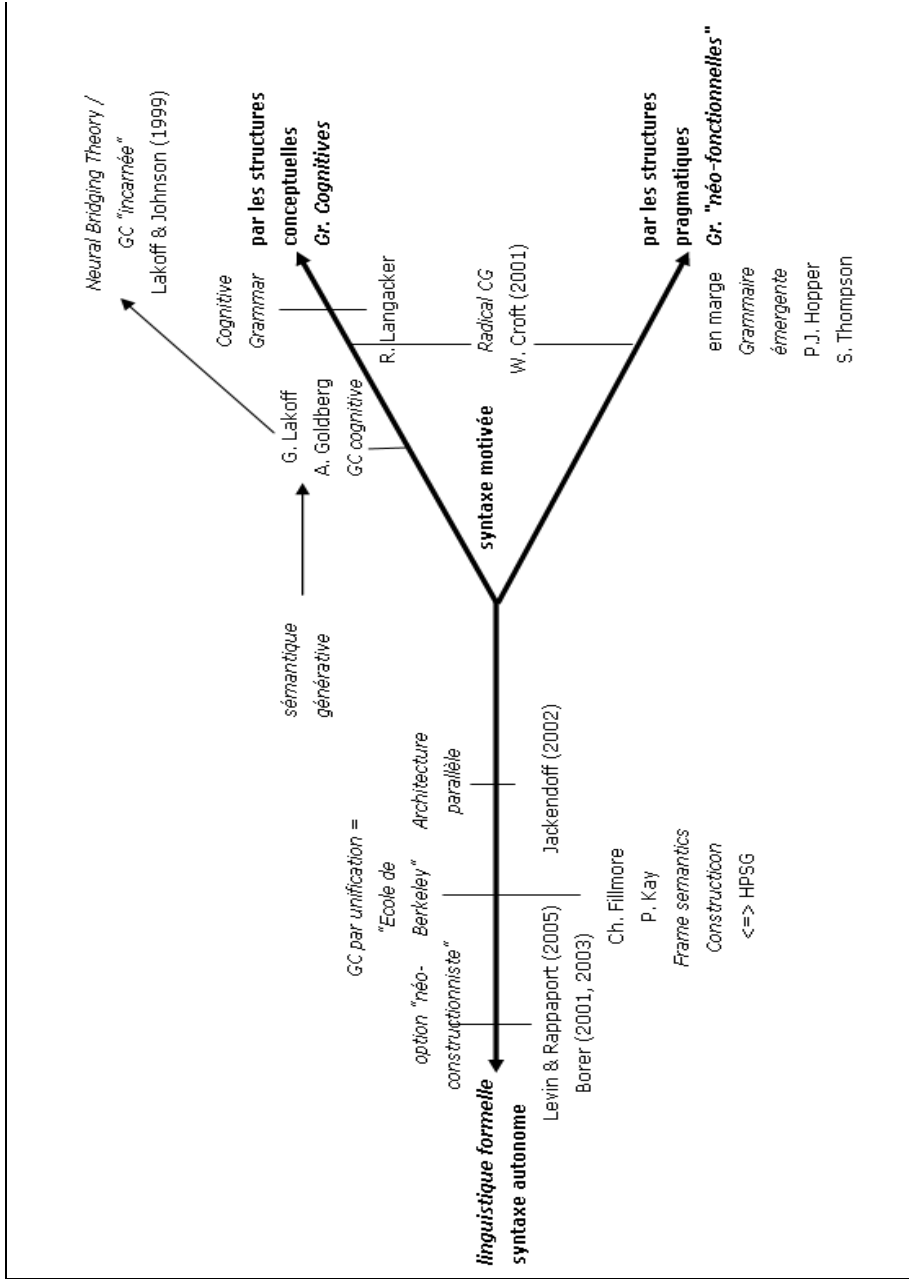 Neural Bridging Theory /
GC "incarnée"
Lakoff & Johnson (1999)
par les structures
conceptuelles
Gr. Cognitives
Cognitive
Grammar
R. Langacker
G. Lakoff
A. Goldberg
GC cognitive
sémantique
générative
Radical CG
W. Croft (2001)
syntaxe motivée
par les structures
pragmatiques
Gr. "néo-fonctionnelles"
en marge
Grammaire
émergente
P.J. Hopper
S. Thompson
GC par unification =
"Ecole de
Berkeley"
Architecture
parallèle
option "néo-
constructionniste"
Jackendoff (2002)
Ch. Fillmore
P. Kay
Frame semantics
Constructicon
<=> HPSG
Levin & Rappaport (2005)
Borer (2001, 2003)
linguistique formelle
syntaxe autonome